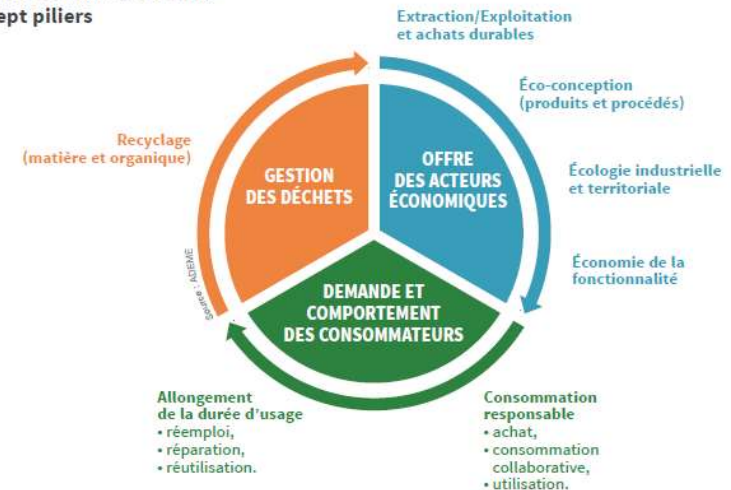 ept piliers
Extraction/Exploitation
et achats durables
Éco-conception
(produits et procédés)
Écologie industrielle
et territoriale
Économie de la
fonctionnalité
Recyclage
(matière et organique)
GESTION
DES DÉCHETS
OFFRE
DES ACTEURS
ÉCONOMIQUES
DEMANDE ET
COMPORTEMENT
DES CONSOMMATEURS
Source : ADEME
Allongement
de la durée d’usage
• réemploi,
• réparation,
• réutilisation.
Consommation
responsable
• achat,
• consommation
collaborative,
• utilisation.